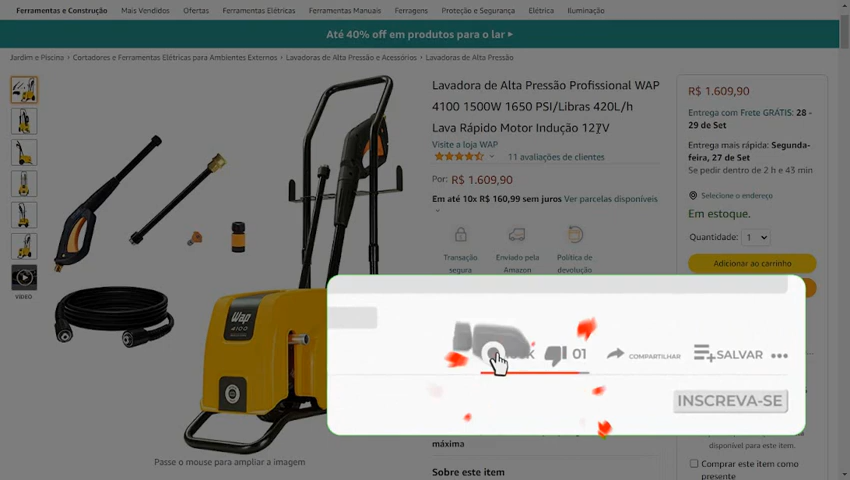 Ferramentas e Construção Mais Vendidos Ofertas Ferramentas Elétricas Ferramentas Manuais Ferragens Proteção e Segurança Elétrica Iluminação
Até 40% off em produtos para o lar ▸
Jardim e Piscina › Cortadores e Ferramentas Elétricas para Ambientes Externos › Lavadoras de Alta Pressão e Acessórios › Lavadoras de Alta Pressão
Lavadora de Alta Pressão Profissional WAP
4100 1500W 1650 PSI/Libras 420L/h
Lava Rápido Motor Indução 127V
Visite a loja WAP
11 avaliações de clientes
Por: R$ 1.609,90
Em até 10x R$ 160,99 sem juros Ver parcelas disponíveis
Transação
segura
Enviado pela
Amazon
Política de
devolução
R$ 1.609,90
Entrega com Frete GRÁTIS: 28 -
29 de Set
Entrega mais rápida: Segunda-
feira, 27 de Set
Se pedir dentro de 2 h e 43 min
Selecione o endereço
Em estoque.
Quantidade: 1
Adicionar ao carrinho
VÍDEO
Wap
4100
01
COMPARTILHAR
SALVAR
INSCREVA-SE
máxima
Sobre este item
Passe o mouse para ampliar a imagem
disponível para este item.
Comprar este item como
presente